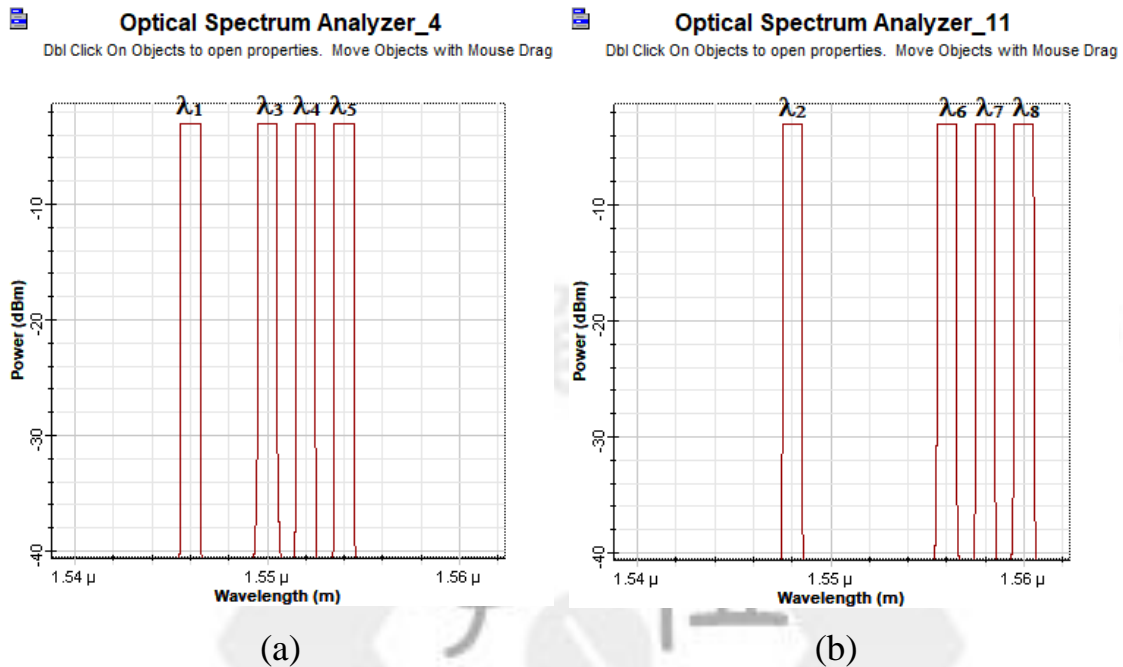 Optical Spectrum Analyzer_4
Dbl Click On Objects to open properties. Move Objects with Mouse Drag
λ1 λ3 λ4 λ5
-10
-20
-30
-40
Power (dBm)
1.54 µ 1.55 µ 1.56 µ
Wavelength (m)
(a)
Optical Spectrum Analyzer_11
Dbl Click On Objects to open properties. Move Objects with Mouse Drag
λ2 λ6 λ7 λ8
-10
-20
-30
-40
Power (dBm)
1.54 µ 1.55 µ 1.56 µ
Wavelength (m)
(b)